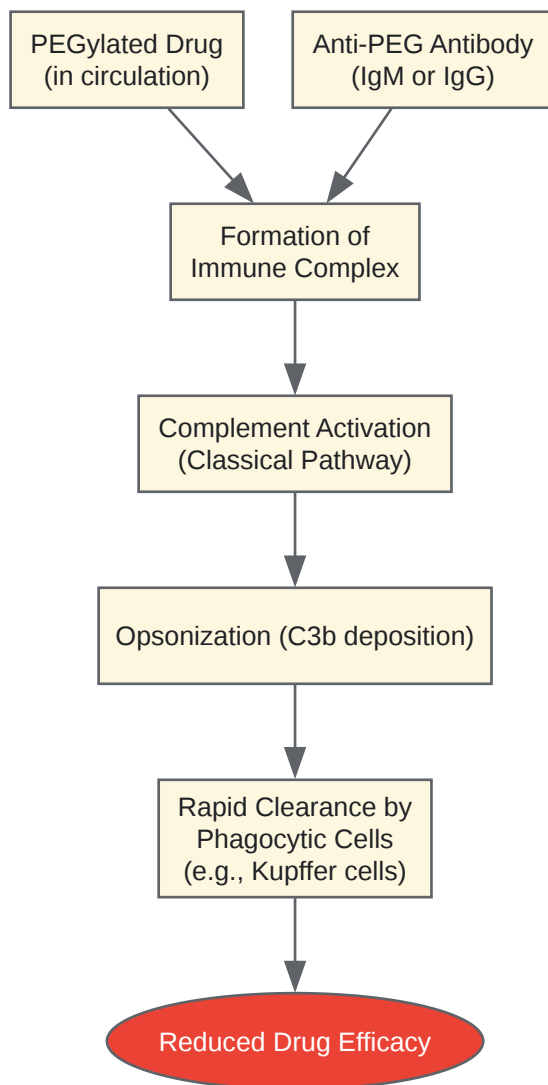 PEGylated Drug
(in circulation)
Anti-PEG Antibody
(IgM or IgG)
Formation of
Immune Complex
Complement Activation
(Classical Pathway)
Opsonization (C3b deposition)
Rapid Clearance by
Phagocytic Cells
(e.g., Kupffer cells)
Reduced Drug Efficacy